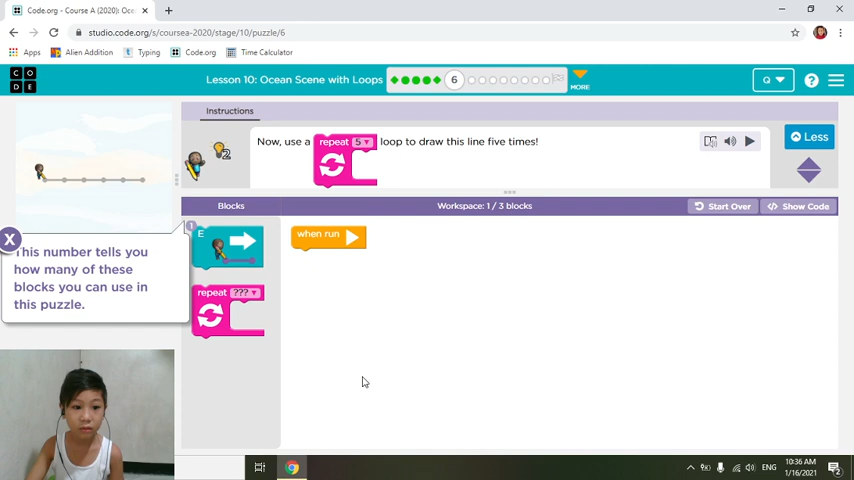 Code.org - Course A (2020): Oce
studio.code.org/s/coursea-2020/stage/10/puzzle/6
Apps
Alien Addition
Typing
Code.org
Time Calculator
C O
D E
Lesson 10: Ocean Scene with Loops
6
MORE
Q
?
Instructions
2
Now, use a repeat 5 loop to draw this line five times!
Less
Blocks
Workspace: 1 / 3 blocks
Start Over
</> Show Code
X
This number tells you
how many of these
blocks you can use in
this puzzle.
1
E
when run
repeat ???
ENG
10:36 AM
1/16/2021
2